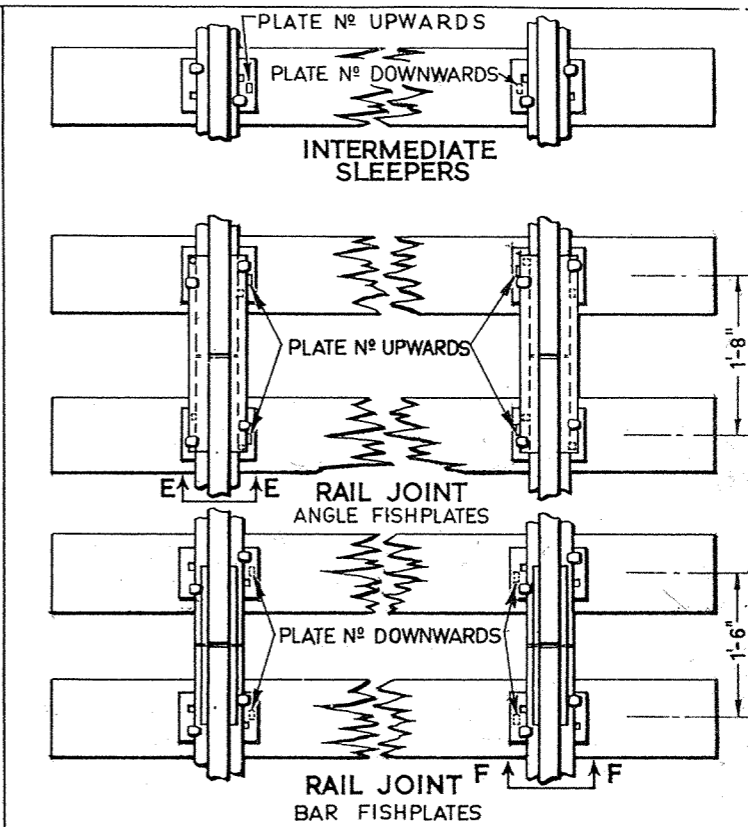 PLATE Nº UPWARDS
PLATE Nº DOWNWARDS
INTERMEDIATE
SLEEPERS
PLATE Nº UPWARDS
1'-8"
E E
RAIL JOINT
ANGLE FISHPLATES
PLATE Nº DOWNWARDS
1'-6"
RAIL JOINT
F F
BAR FISHPLATES